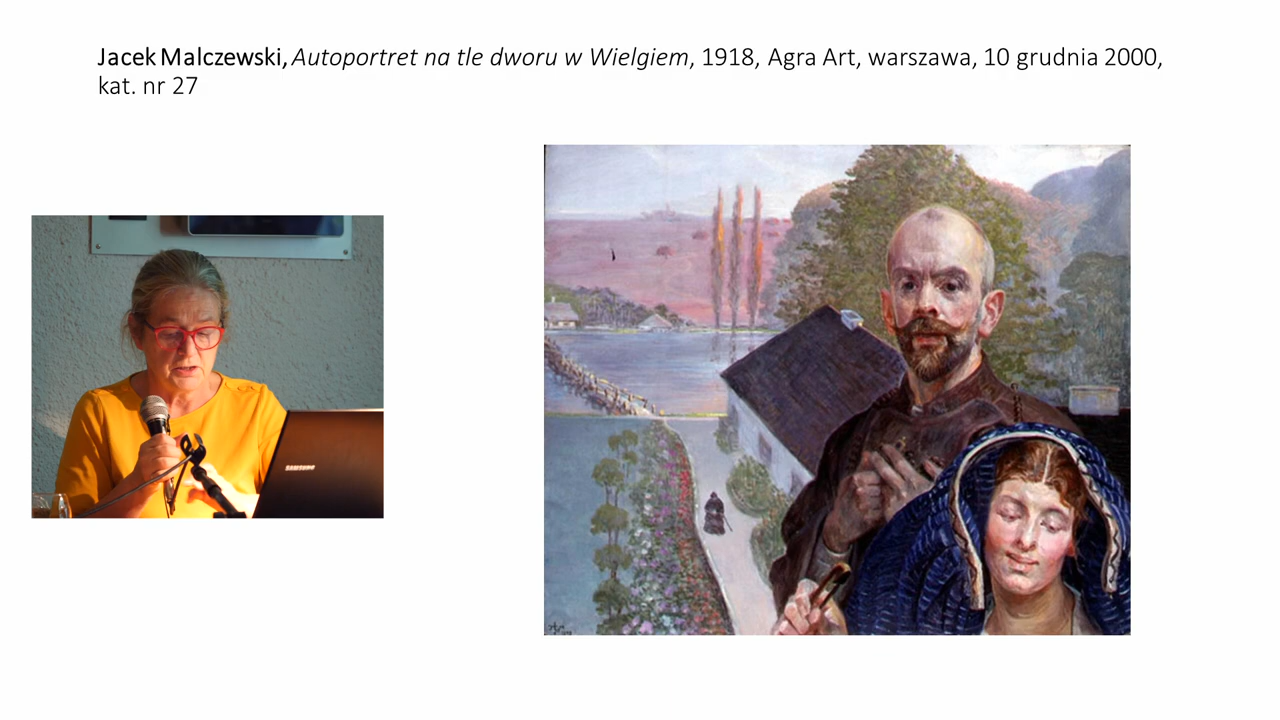 Jacek Malczewski, Autoportret na tle dworu w Wielgiem, 1918, Agra Art, warszawa, 10 grudnia 2000,
kat. nr 27
SAMSUNG